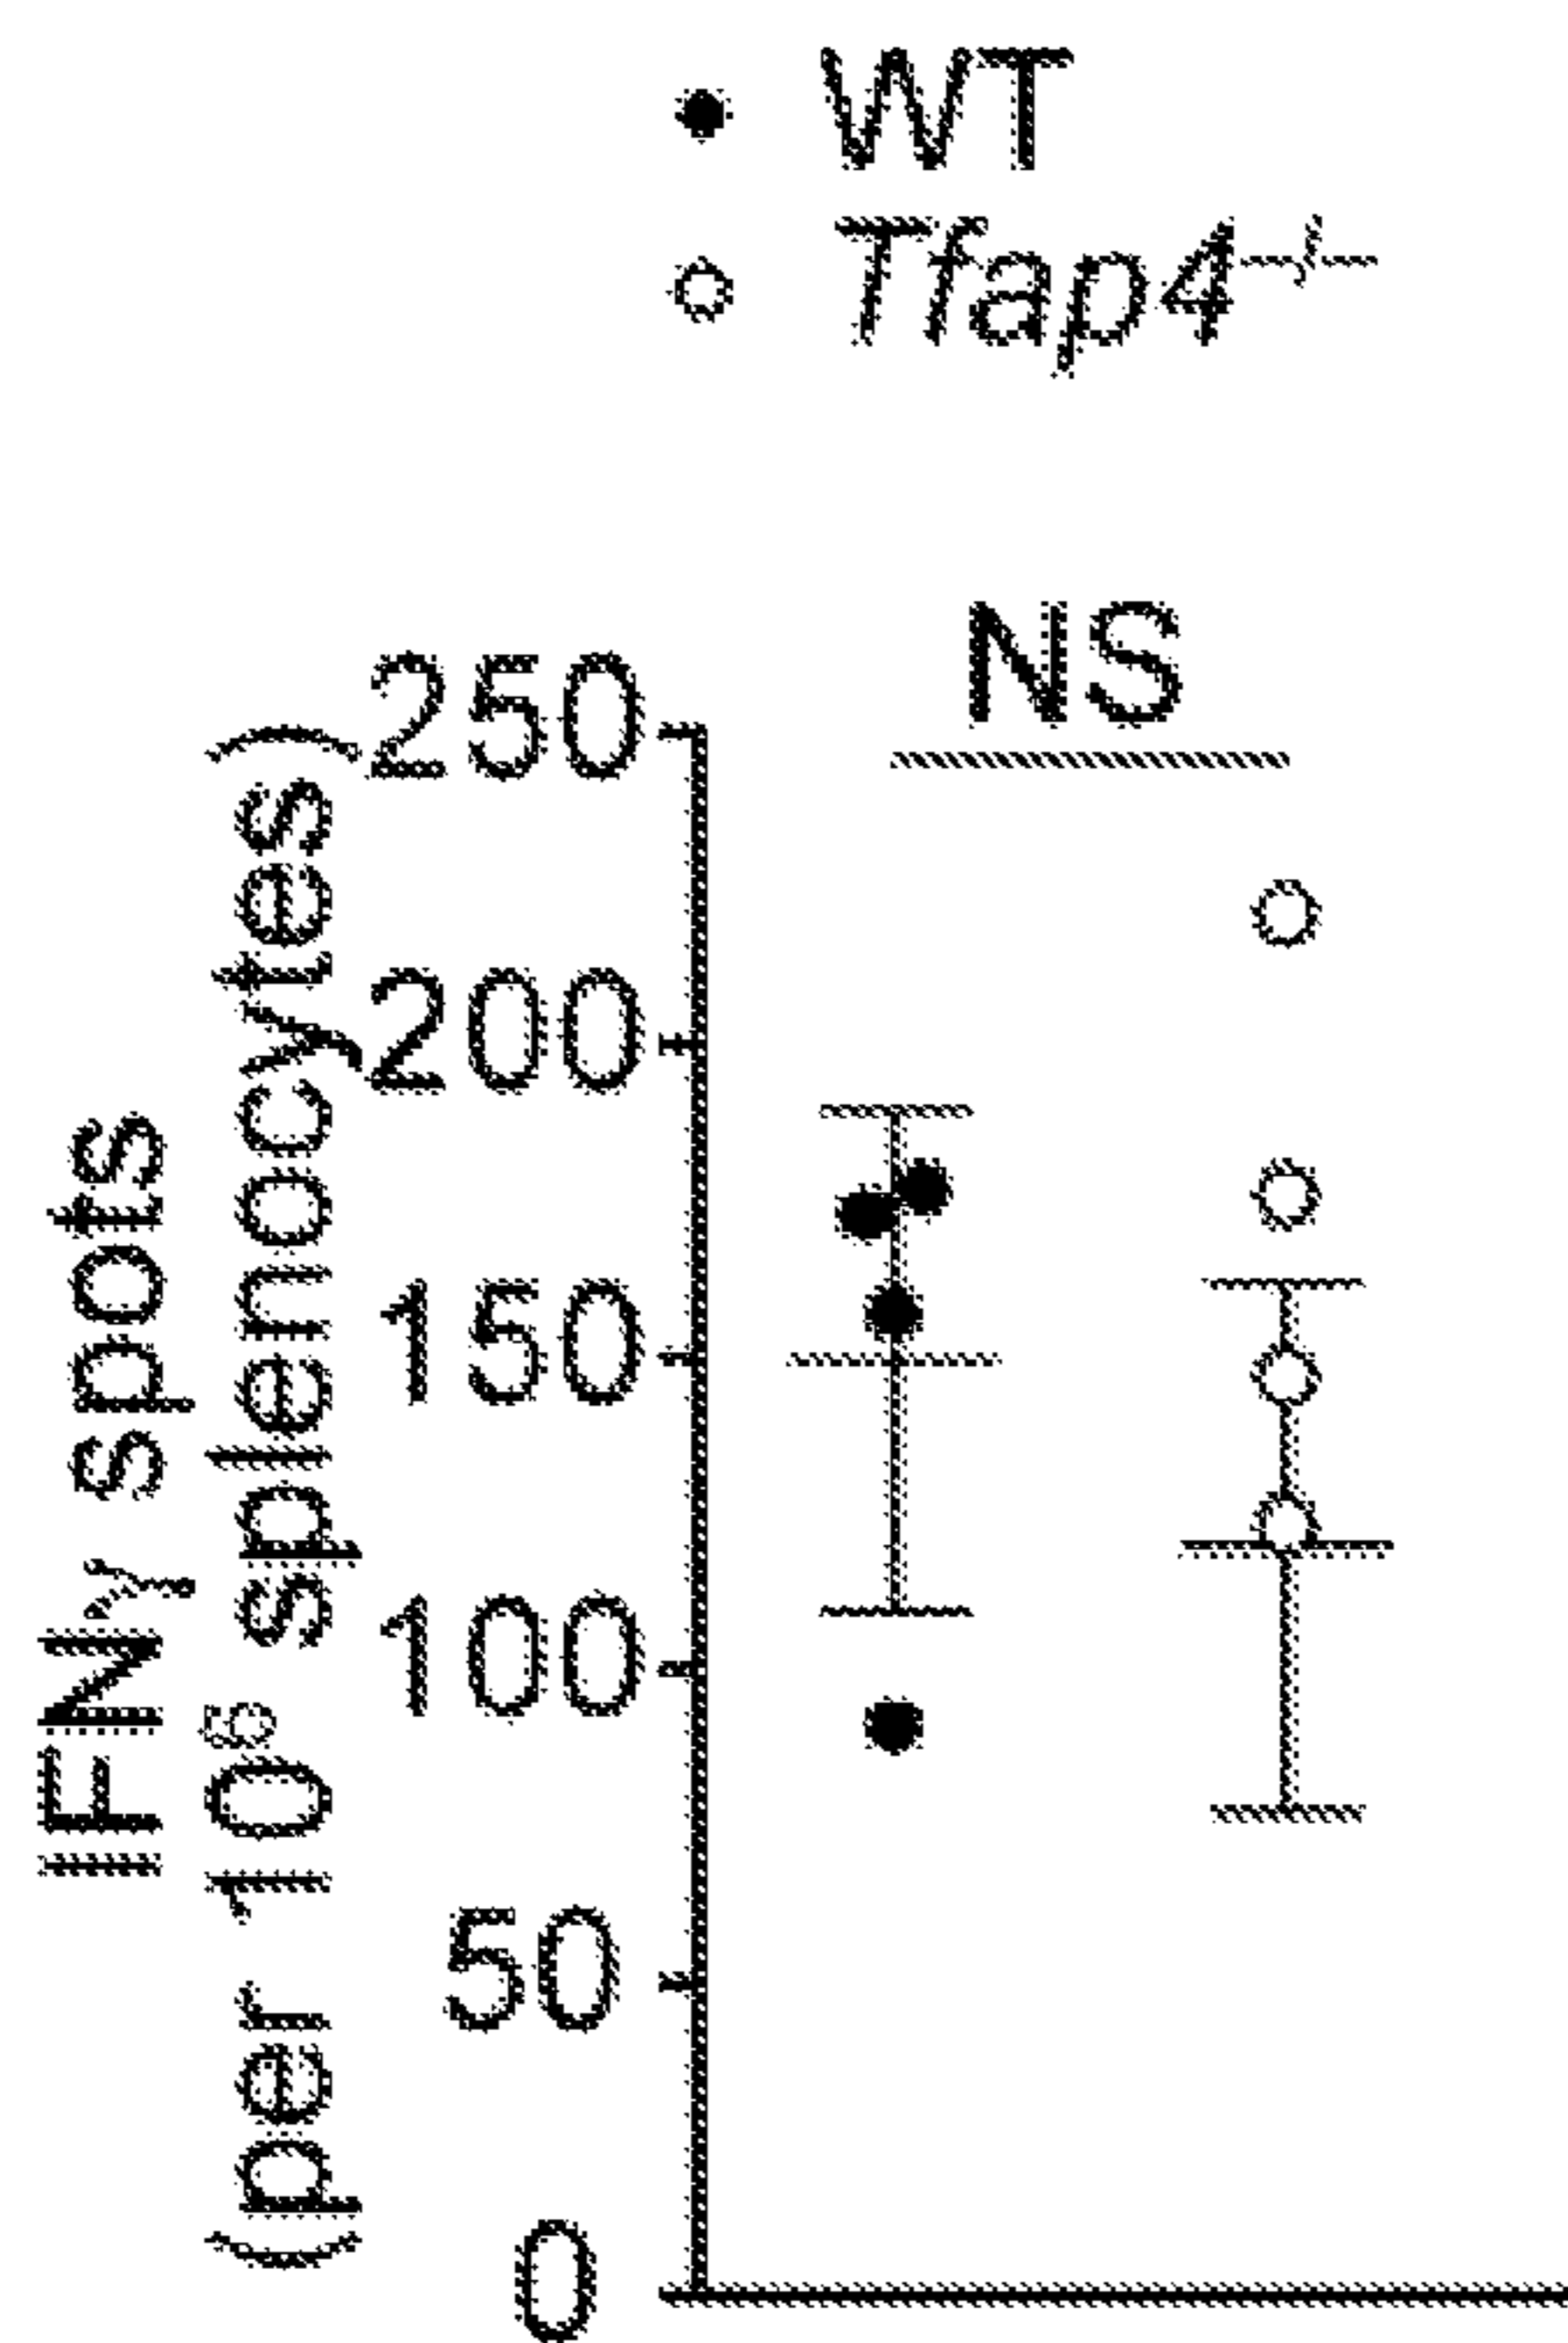 WT
Tfap4−/−
NS
IFNγ spots
(per 10⁶ splenocytes)
250
200
150
100
50
0